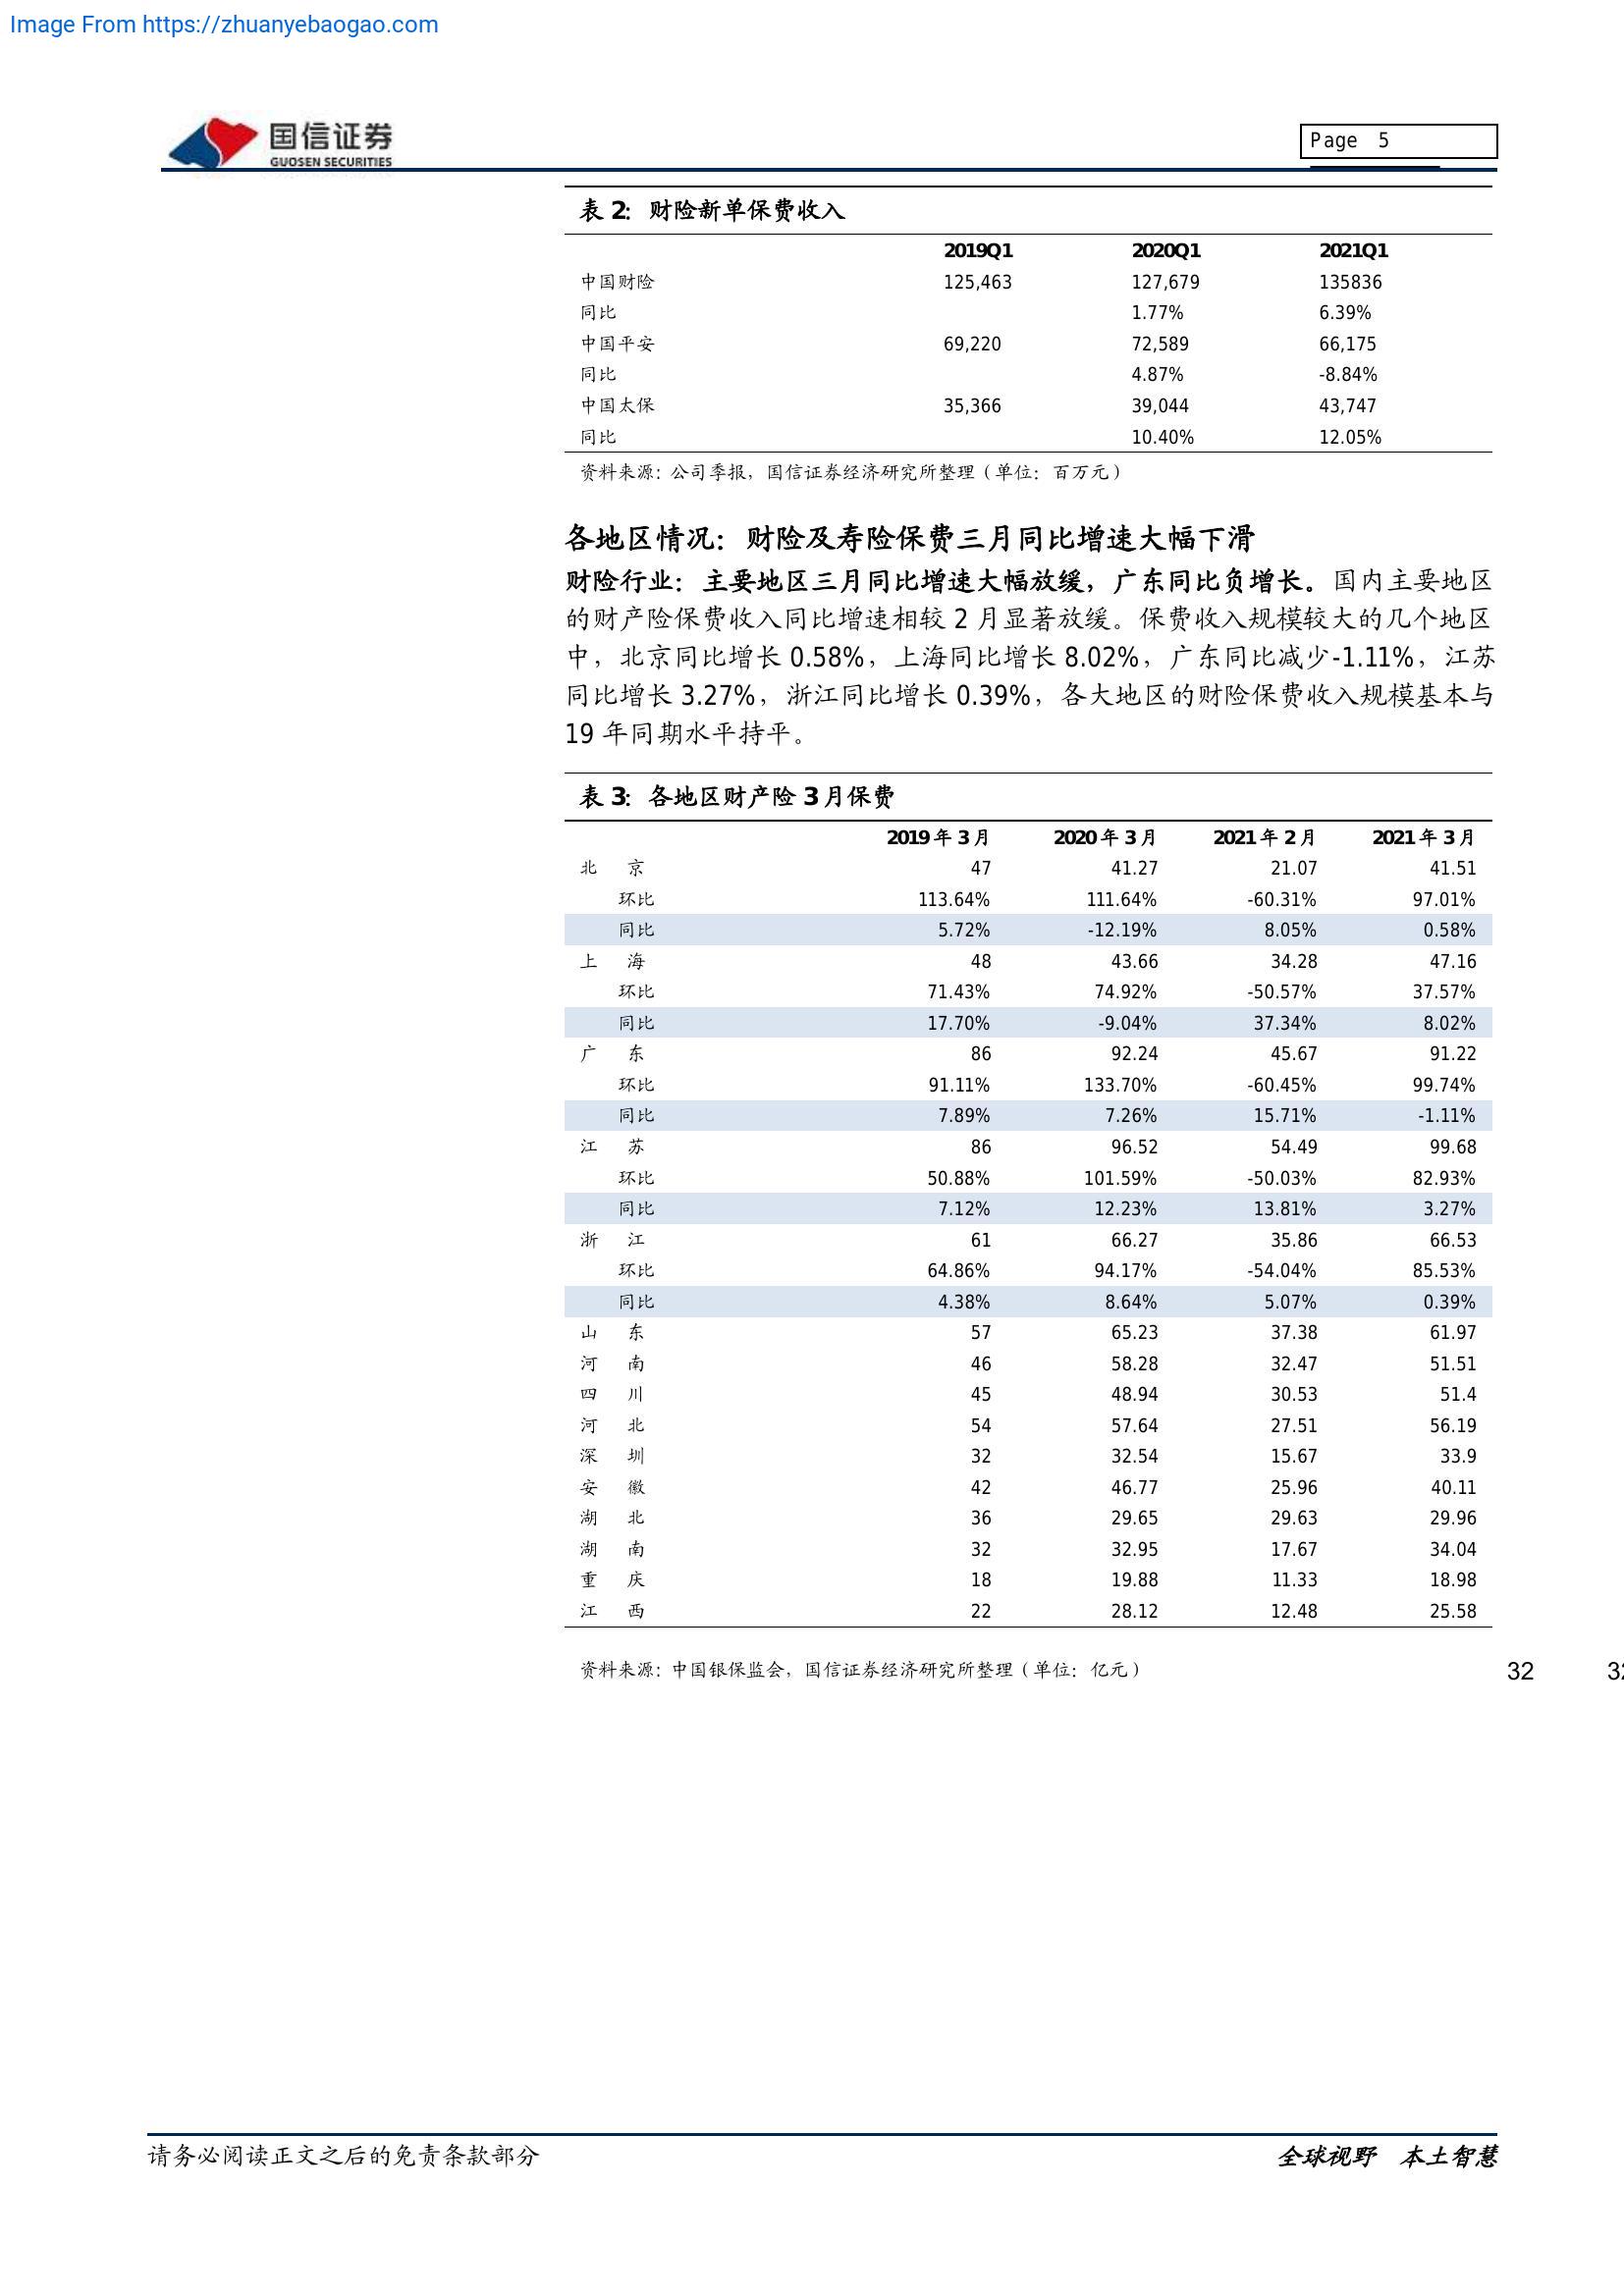 Image From https://zhuanyebaogao.com
国信证券
GUOSEN SECURITIES
Page 5
表 2: 财险新单保费收入
2019Q1 2020Q1 2021Q1
中国财险 125,463 127,679 135836
同比 1.77% 6.39%
中国平安 69,220 72,589 66,175
同比 4.87% -8.84%
中国太保 35,366 39,044 43,747
同比 10.40% 12.05%
资料来源：公司季报，国信证券经济研究所整理（单位：百万元）
各地区情况：财险及寿险保费三月同比增速大幅下滑
财险行业：主要地区三月同比增速大幅放缓，广东同比负增长。国内主要地区
的财产险保费收入同比增速相较 2 月显著放缓。保费收入规模较大的几个地区
中，北京同比增长 0.58%，上海同比增长 8.02%，广东同比减少-1.11%，江苏
同比增长 3.27%，浙江同比增长 0.39%，各大地区的财险保费收入规模基本与
19 年同期水平持平。
表 3: 各地区财产险 3 月保费
2019 年 3 月 2020 年 3 月 2021 年 2 月 2021 年 3 月
北 京 47 41.27 21.07 41.51
环比 113.64% 111.64% -60.31% 97.01%
同比 5.72% -12.19% 8.05% 0.58%
上 海 48 43.66 34.28 47.16
环比 71.43% 74.92% -50.57% 37.57%
同比 17.70% -9.04% 37.34% 8.02%
广 东 86 92.24 45.67 91.22
环比 91.11% 133.70% -60.45% 99.74%
同比 7.89% 7.26% 15.71% -1.11%
江 苏 86 96.52 54.49 99.68
环比 50.88% 101.59% -50.03% 82.93%
同比 7.12% 12.23% 13.81% 3.27%
浙 江 61 66.27 35.86 66.53
环比 64.86% 94.17% -54.04% 85.53%
同比 4.38% 8.64% 5.07% 0.39%
山 东 57 65.23 37.38 61.97
河 南 46 58.28 32.47 51.51
四 川 45 48.94 30.53 51.4
河 北 54 57.64 27.51 56.19
深 圳 32 32.54 15.67 33.9
安 徽 42 46.77 25.96 40.11
湖 北 36 29.65 29.63 29.96
湖 南 32 32.95 17.67 34.04
重 庆 18 19.88 11.33 18.98
江 西 22 28.12 12.48 25.58
资料来源：中国银保监会，国信证券经济研究所整理（单位：亿元） 32
请务必阅读正文之后的免责条款部分 全球视野 本土智慧